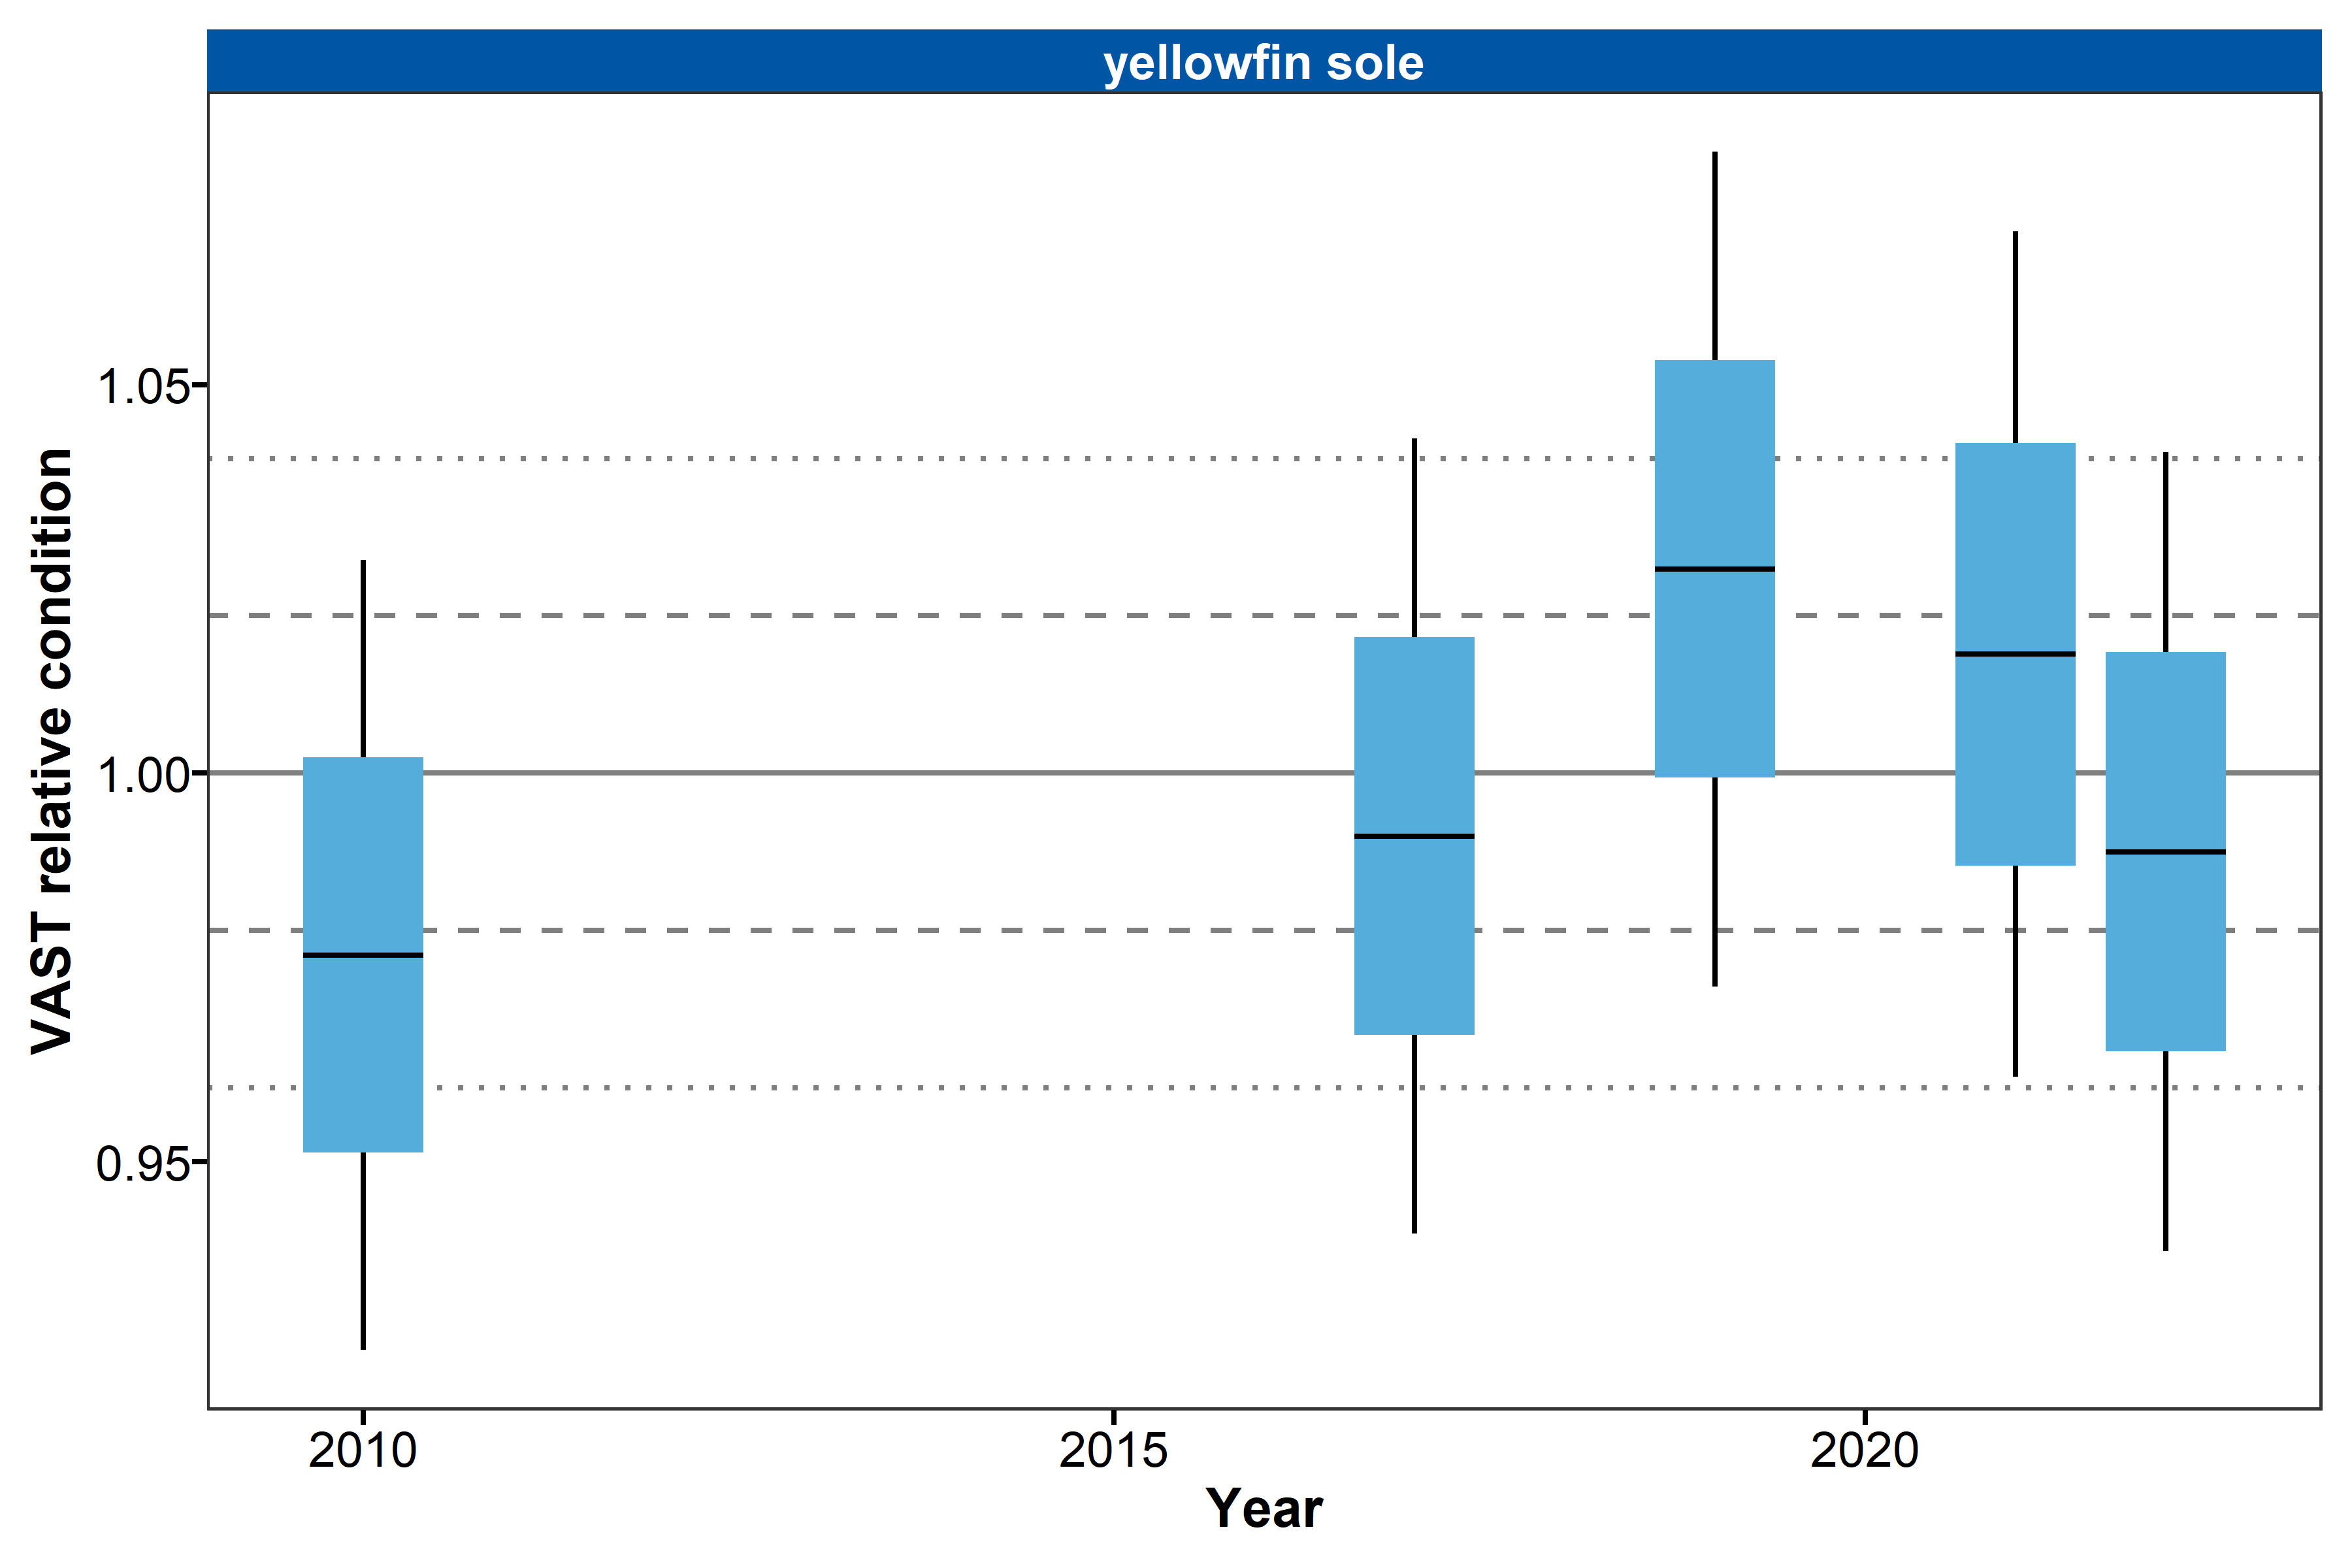 yellowfin sole
VAST relative condition
1.05
1.00
0.95
2010 2015 2020
Year